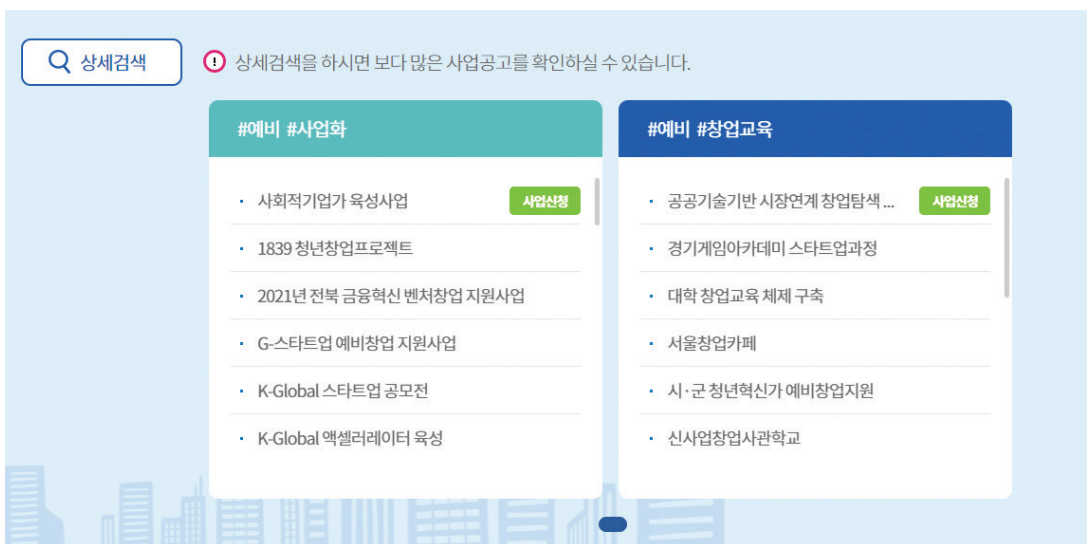 상세검색
상세검색을 하시면 보다 많은 사업공고를 확인하실 수 있습니다.
#예비 #사업화
사회적기업가 육성사업 사업신청
1839 청년창업프로젝트
2021년 전북 금융혁신 벤처창업 지원사업
G-스타트업 예비창업 지원사업
K-Global 스타트업 공모전
K-Global 액셀러레이터 육성
#예비 #창업교육
공공기술기반 시장연계 창업탐색 ... 사업신청
경기게임아카데미 스타트업과정
대학 창업교육 체제 구축
서울창업카페
시·군 청년혁신가 예비창업지원
신사업창업사관학교